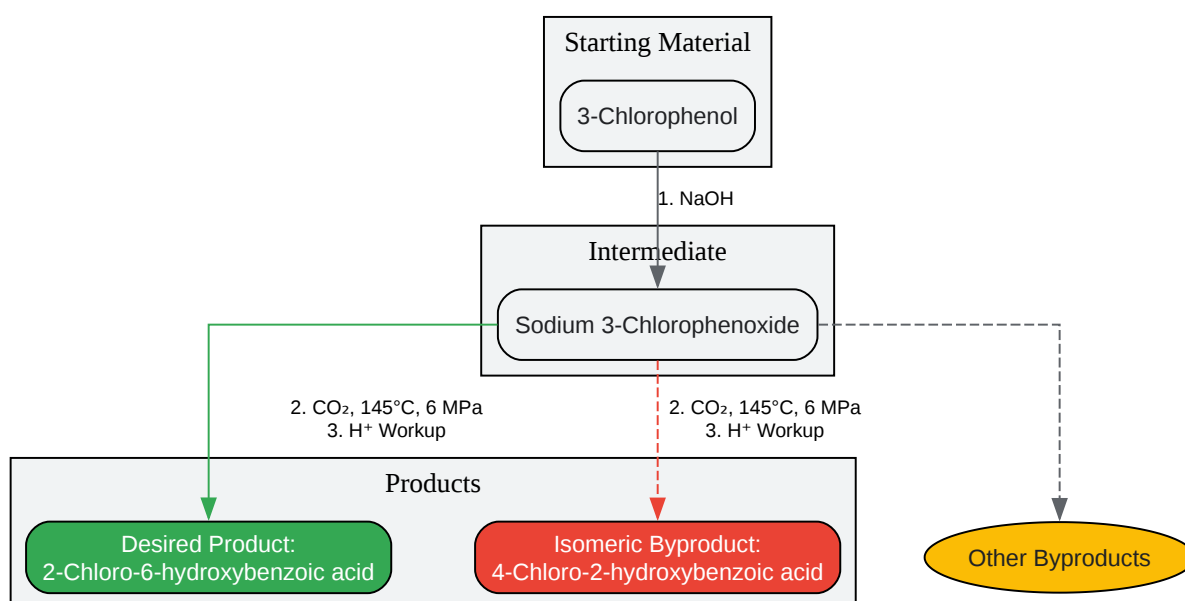 Starting Material
3-Chlorophenol
1. NaOH
Intermediate
Sodium 3-Chlorophenoxide
2. CO₂, 145°C, 6 MPa
3. H⁺ Workup
2. CO₂, 145°C, 6 MPa
3. H⁺ Workup
Products
Desired Product:
2-Chloro-6-hydroxybenzoic acid
Isomeric Byproduct:
4-Chloro-2-hydroxybenzoic acid
Other Byproducts